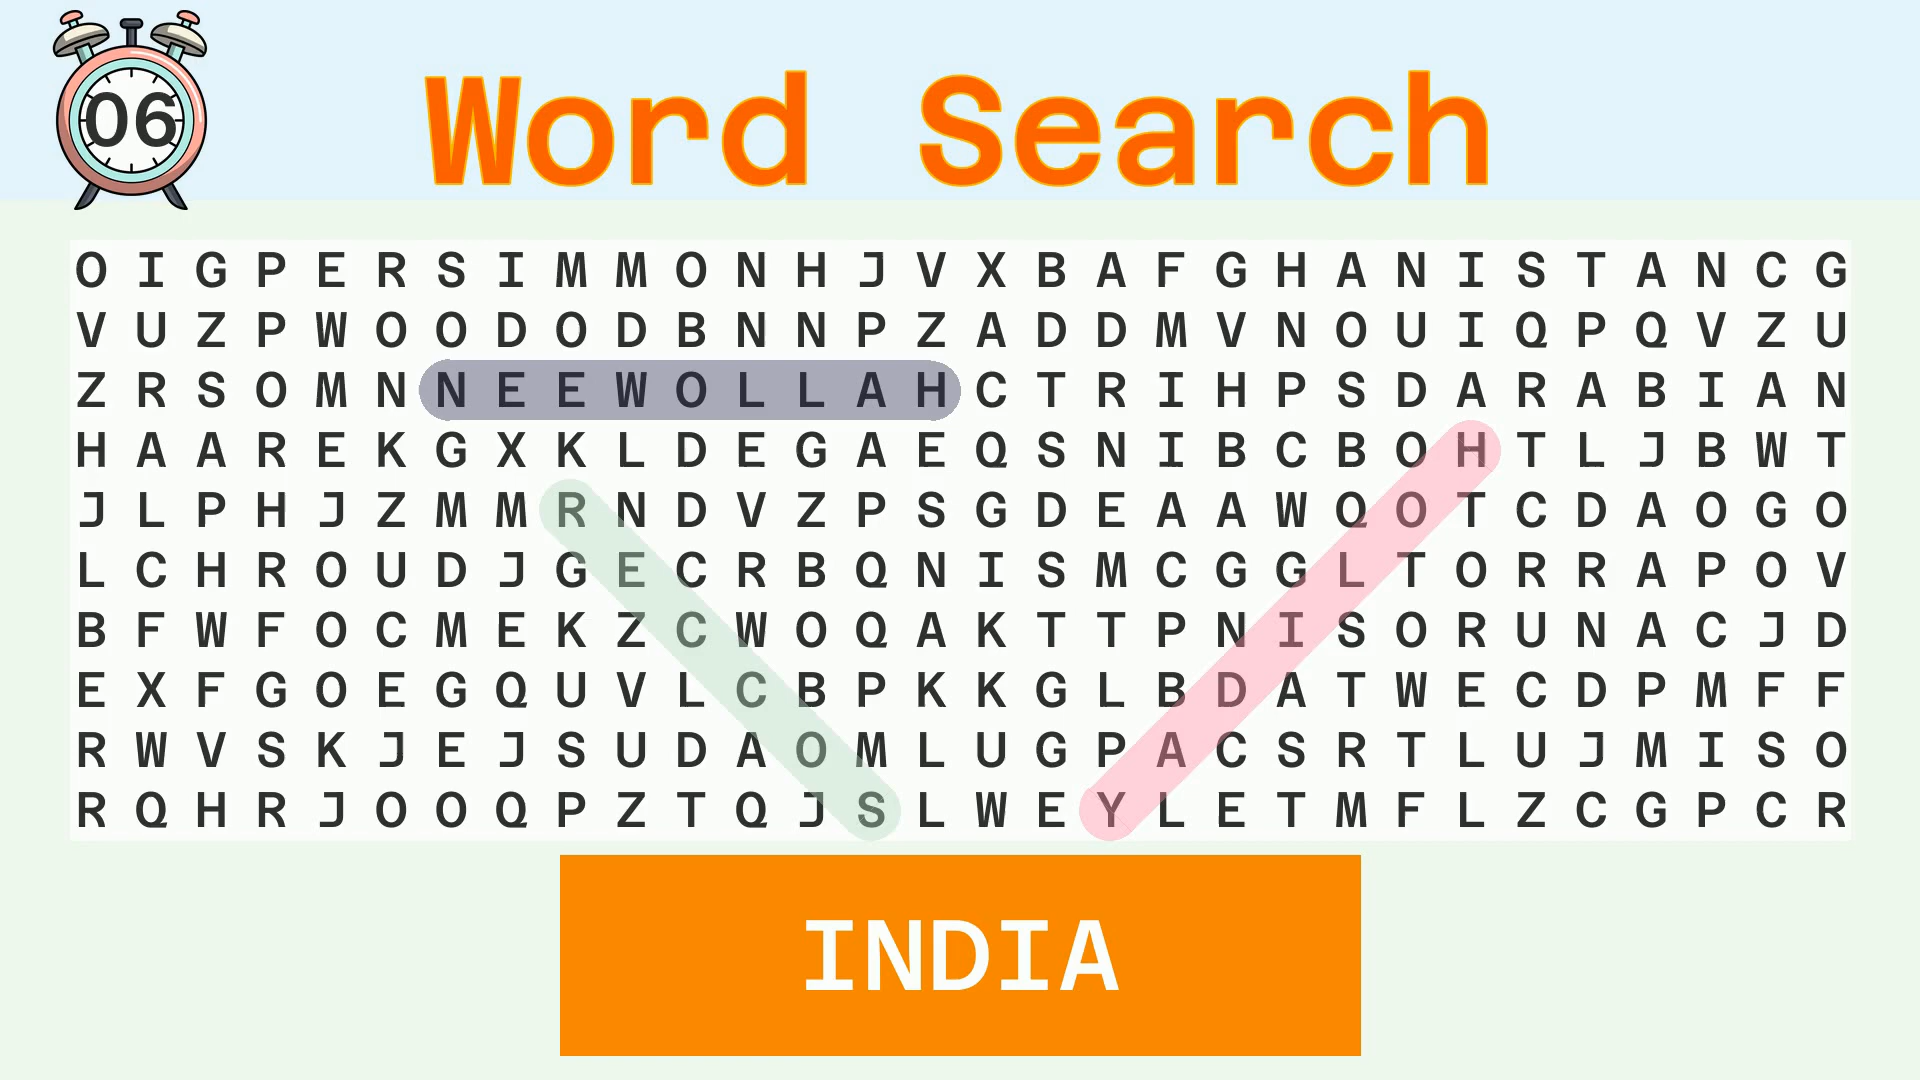 06
Word Search
O I G P E R S I M M O N H J V X B A F G H A N I S T A N C G
V U Z P W O O D O D B N N P Z A D D M V N O U I Q P Q V Z U
Z R S O M N N E E W O L L A H C T R I H P S D A R A B I A N
H A A R E K G X K L D E G A E Q S N I B C B O H T L J B W T
J L P H J Z M M R N D V Z P S G D E A A W Q O T C D A O G O
L C H R O U D J G E C R B Q N I S M C G G L T O R R A P O V
B F W F O C M E K Z C W O Q A K T T P N I S O R U N A C J D
E X F G O E G Q U V L C B P K K G L B D A T W E C D P M F F
R W V S K J E J S U D A O M L U G P A C S R T L U J M I S O
R Q H R J O O Q P Z T Q J S L W E Y L E T M F L Z C G P C R
INDIA